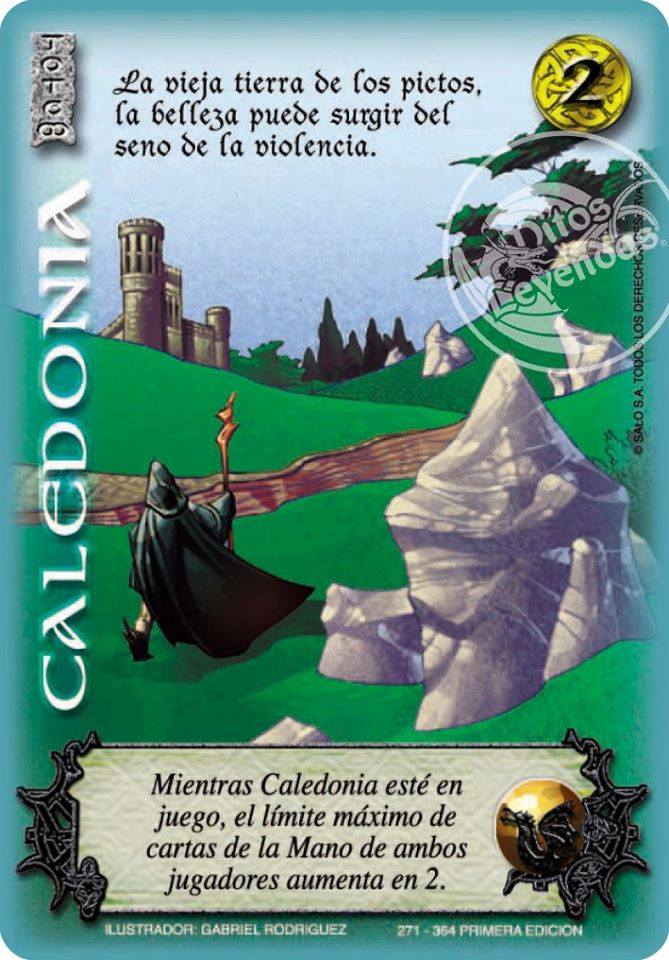 La vieja tierra de los pictos,
la belleza puede surgir del
seno de la violencia.
2
Mitos
Leyendas
© SALO S.A. TODOS LOS DERECHOS RESERVADOS
CALEDONIA
Mientras Caledonia esté en
juego, el límite máximo de
cartas de la Mano de ambos
jugadores aumenta en 2.
ILUSTRADOR: GABRIEL RODRIGUEZ 271 - 364 PRIMERA EDICION